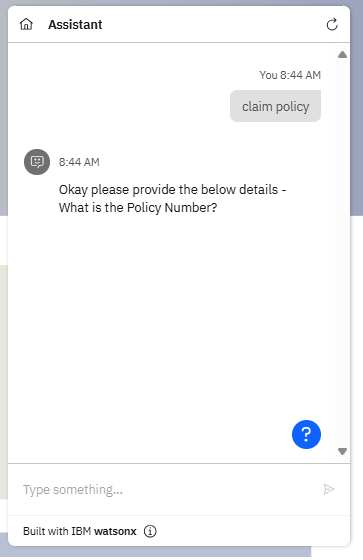 Assistant
You 8:44 AM
claim policy
8:44 AM
Okay please provide the below details -
What is the Policy Number?
?
Type something...
Built with IBM watsonx